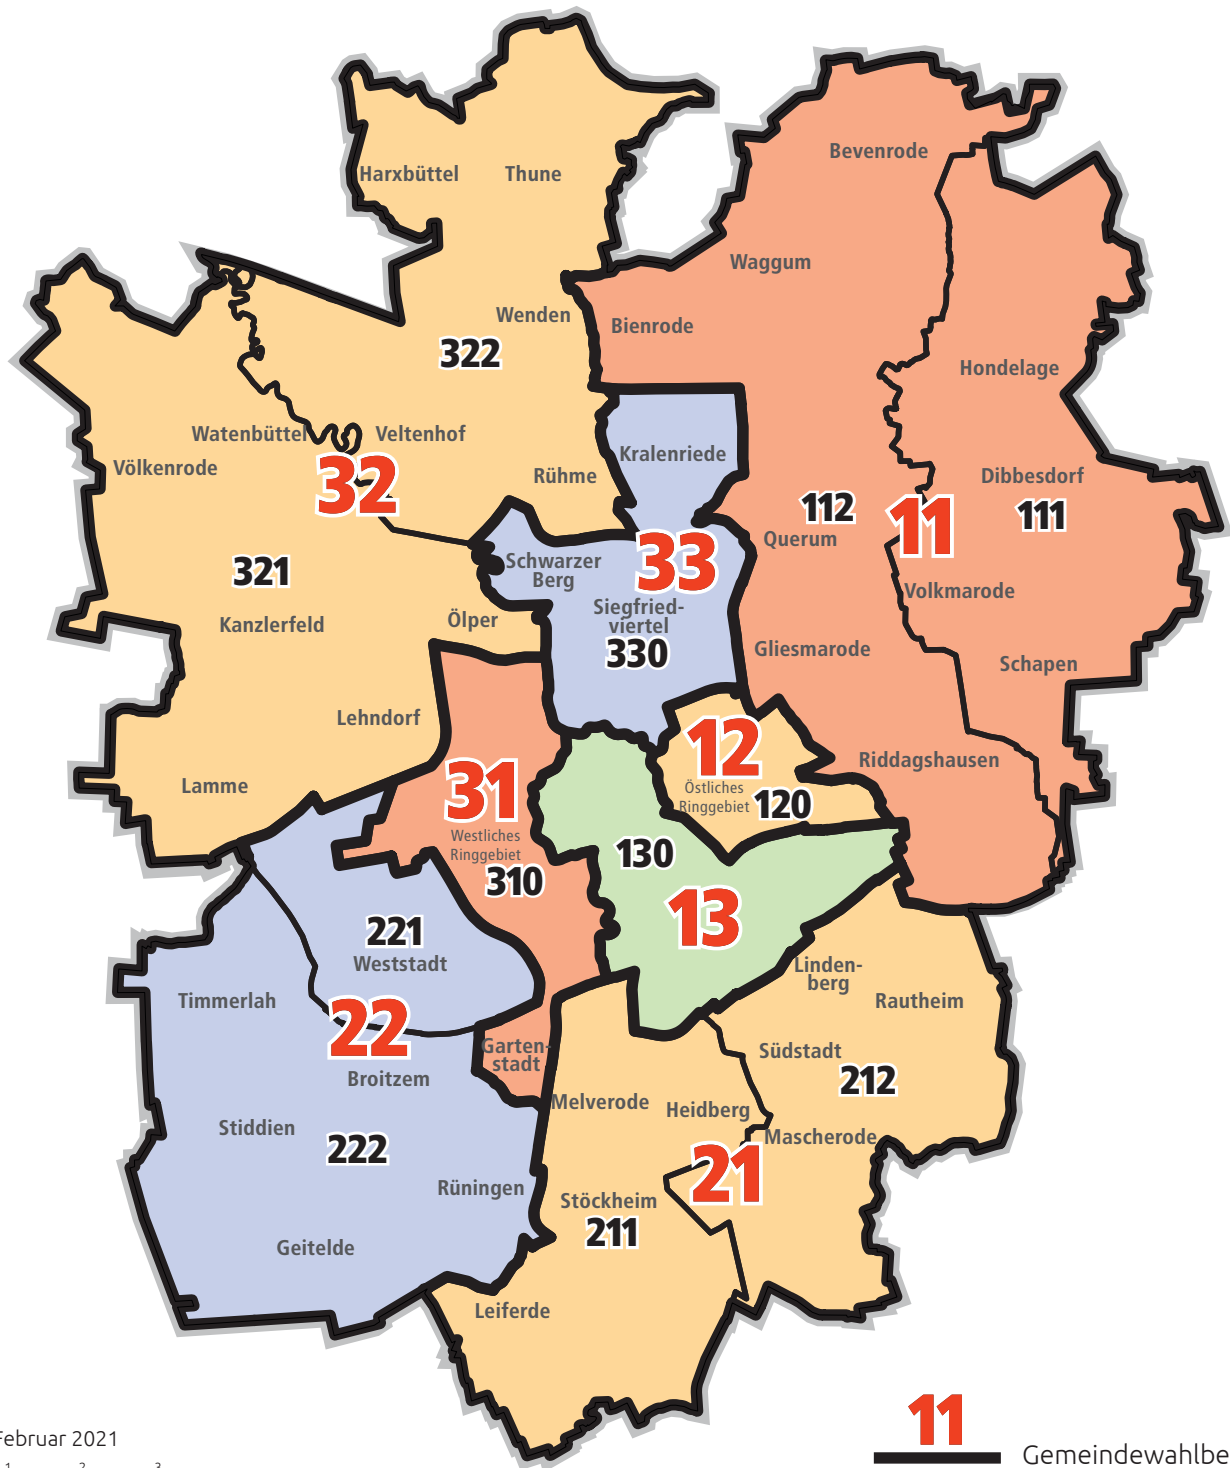 Harxbüttel
Thune
Bevenrode
Waggum
Wenden
Bienrode
322
Hondelage
Watenbüttel
Veltenhof
Völkenrode
Rühme
Kralenriede
32
112
11
Dibbesdorf
111
Querum
Schwarzer
Berg
33
321
Siegfried-
viertel
330
Volkmarode
Kanzlerfeld
Ölper
Gliesmarode
Schapen
Lehndorf
Lamme
31
Westliches
Ringgebiet
310
12
Östliches
Ringgebiet
120
Riddagshausen
130
13
221
Weststadt
Timmerlah
22
Broitzem
Linden-
berg
Rautheim
Garten-
stadt
Südstadt
212
Melverode
Heidberg
Mascherode
Stiddien
222
21
Rüningen
Stöckheim
211
Geitelde
Leiferde
Februar 2021
1 2 3
11
Gemeindewahlbe